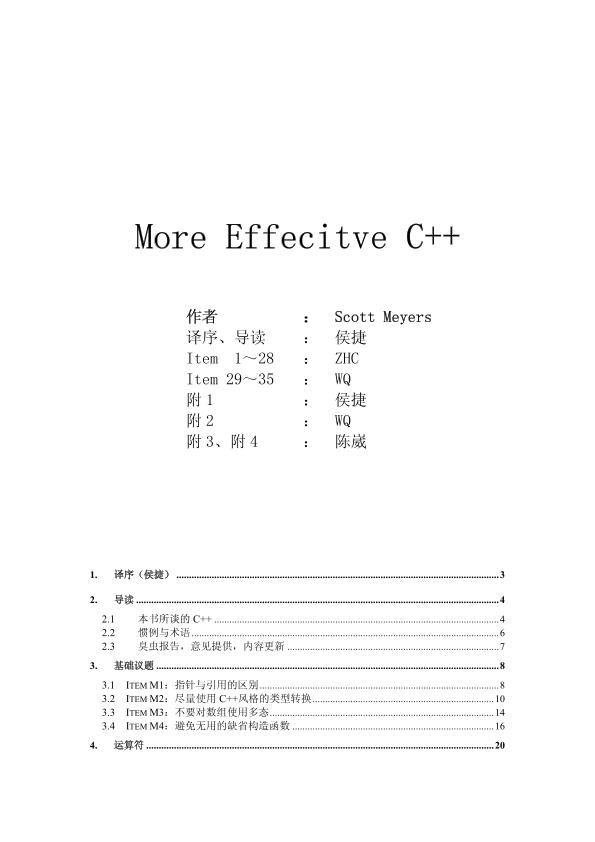 More Effecitve C++
作者 : Scott Meyers
译序、导读 : 侯捷
Item 1～28 : ZHC
Item 29～35 : WQ
附1 : 侯捷
附2 : WQ
附3、附4 : 陈崴
1. 译序（侯捷）...3
2. 导读...4
2.1 本书所谈的 C++...4
2.2 惯例与术语...6
2.3 臭虫报告，意见提供，内容更新...7
3. 基础议题...8
3.1 ITEM M1：指针与引用的区别...8
3.2 ITEM M2：尽量使用 C++风格的类型转换...10
3.3 ITEM M3：不要对数组使用多态...14
3.4 ITEM M4：避免无用的缺省构造函数...16
4. 运算符...20